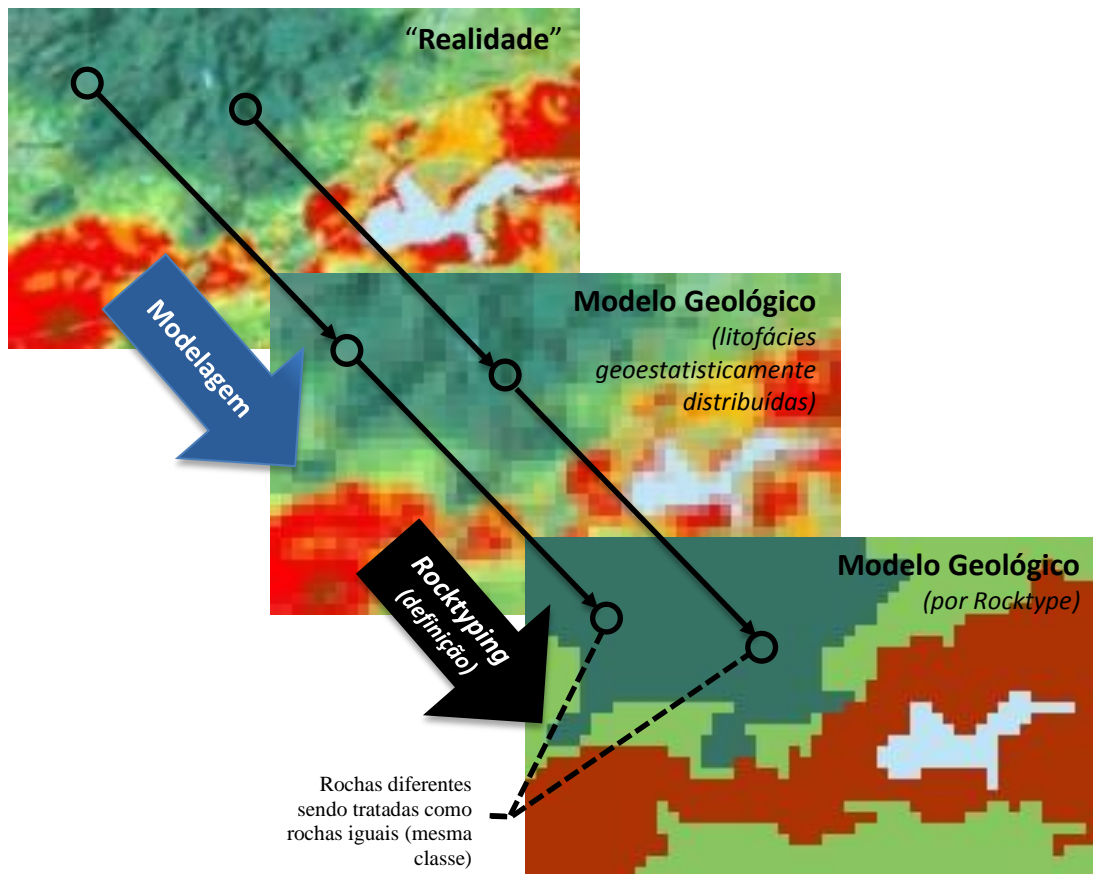 “Realidade”
Modelagem
Modelo Geológico
(litofácies
geoestatisticamente
distribuídas)
Rocktyping
(definição)
Modelo Geológico
(por Rocktype)
Rochas diferentes
sendo tratadas como
rochas iguais (mesma
classe)